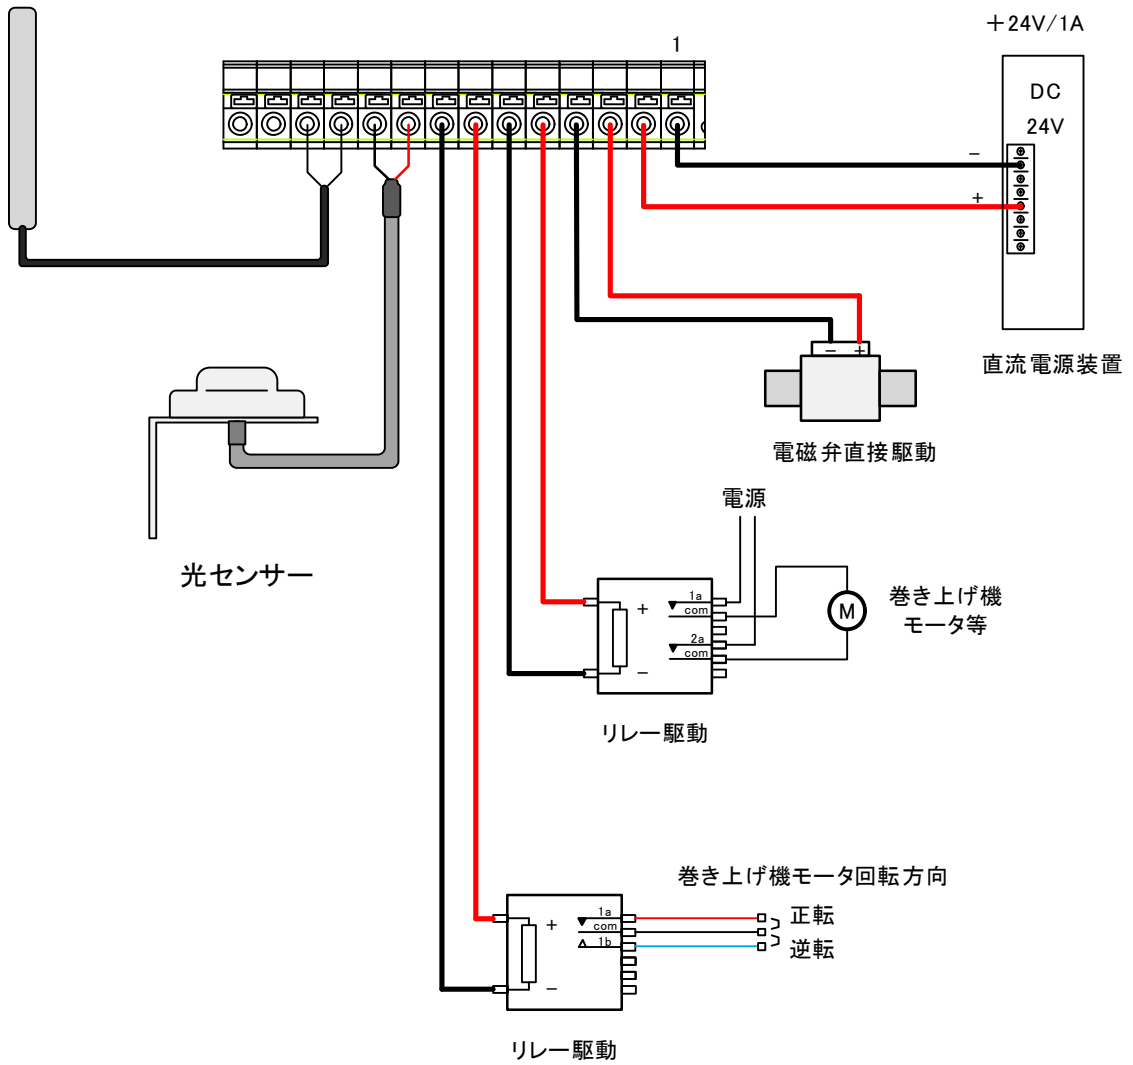 +24V/1A
1
DC
24V
-
+
- +
直流電源装置
電磁弁直接駆動
電源
光センサー
1a
+ com
2a
- com
M
巻き上げ機
モータ等
リレー駆動
巻き上げ機モータ回転方向
1a
+ com
1b
-
正転
逆転
リレー駆動